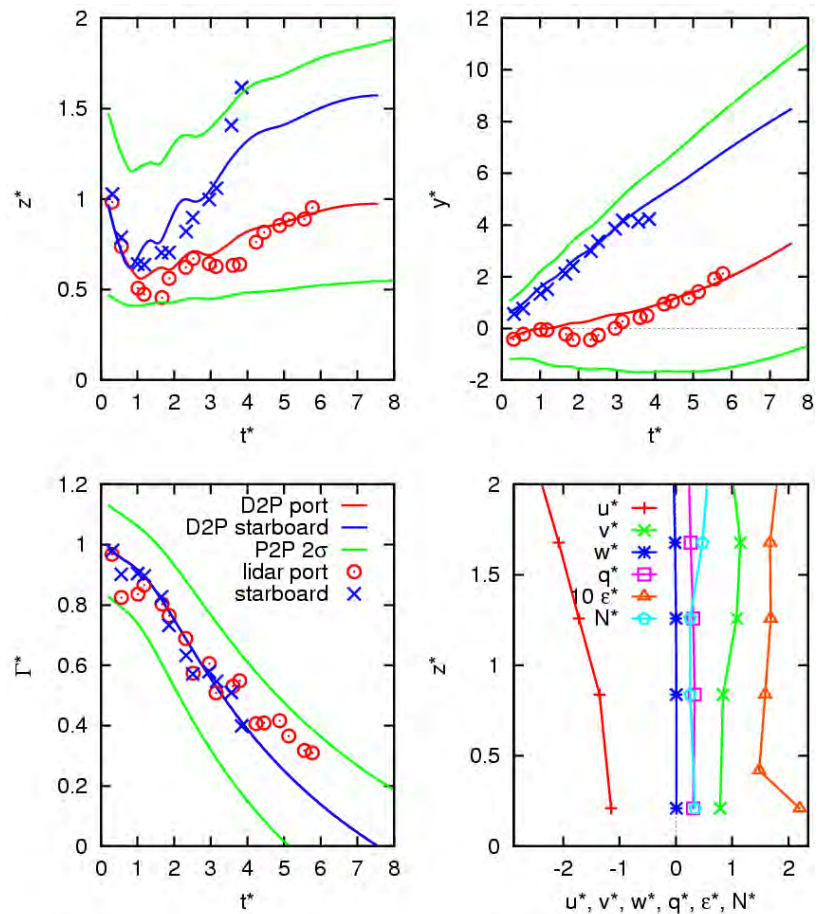 2
1.5
1
0.5
0
z*
0 1 2 3 4 5 6 7 8
t*
12
10
8
6
4
2
0
-2
y*
0 1 2 3 4 5 6 7 8
t*
1.2
1
0.8
0.6
0.4
0.2
0
Γ*
D2P port
D2P starboard
P2P 2σ
lidar port
starboard
0 1 2 3 4 5 6 7 8
t*
2
1.5
1
0.5
0
z*
u*
v*
w*
q*
10 ε*
N*
-2 -1 0 1 2
u*, v*, w*, q*, ε*, N*